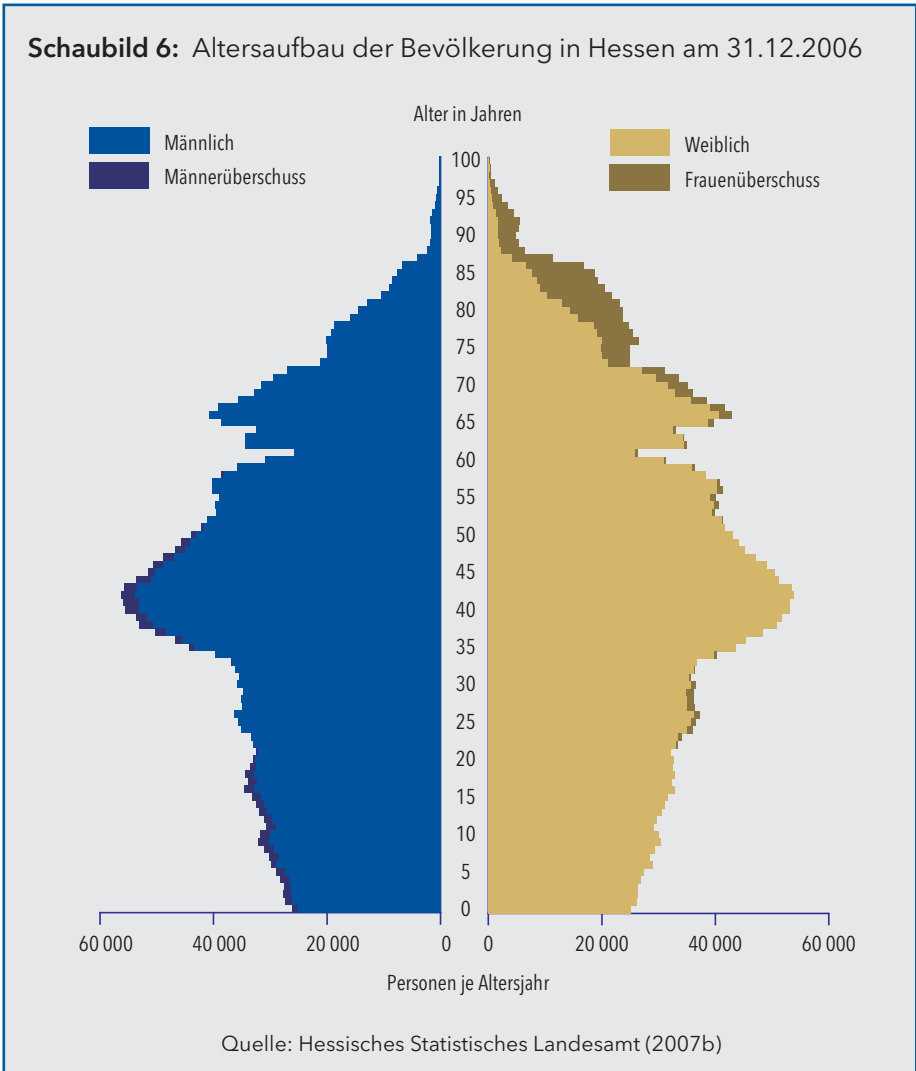 Schaubild 6: Altersaufbau der Bevölkerung in Hessen am 31.12.2006
Alter in Jahren
Männlich
Männerüberschuss
Weiblich
Frauenüberschuss
100
95
90
85
80
75
70
65
60
55
50
45
40
35
30
25
20
15
10
5
0
60 000 40 000 20 000 0 0 20 000 40 000 60 000
Personen je Altersjahr
Quelle: Hessisches Statistisches Landesamt (2007b)